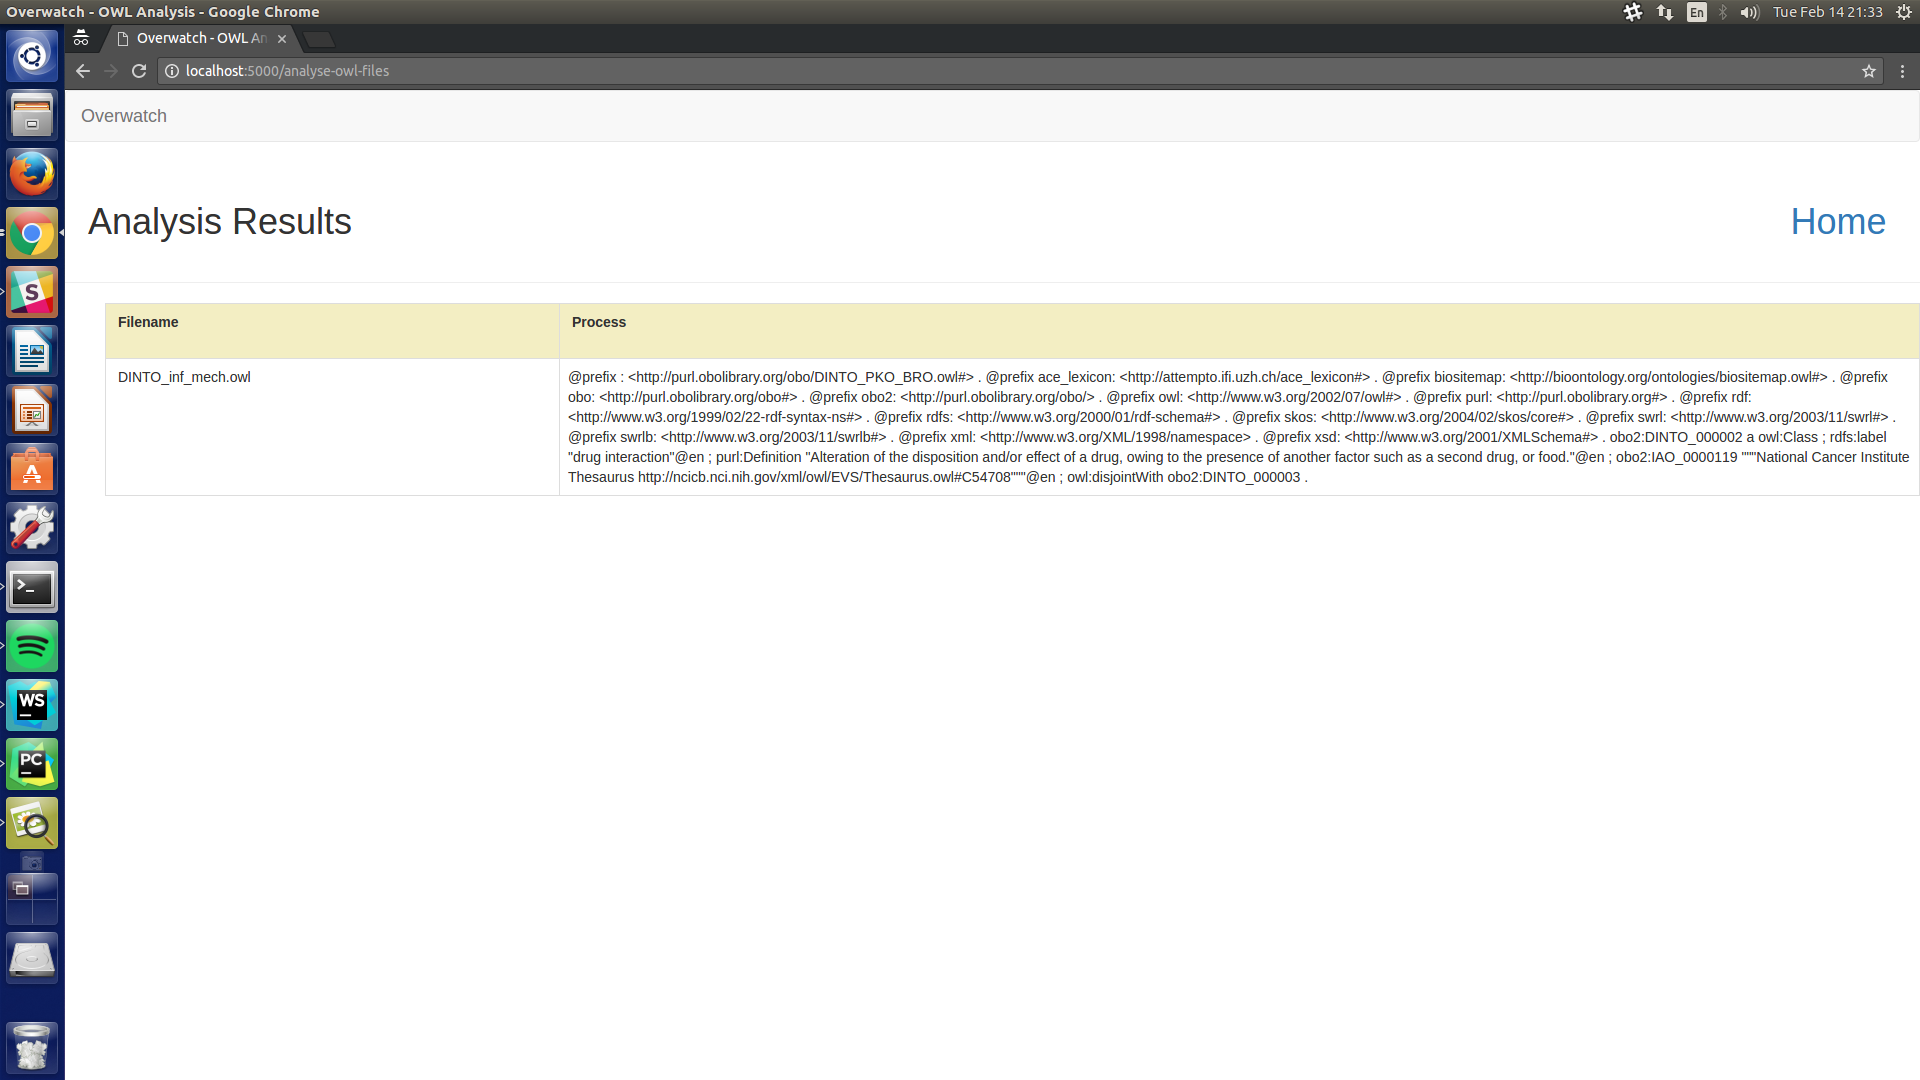 Overwatch - OWL Analysis - Google Chrome
En
Tue Feb 14 21:33
Overwatch - OWL An
localhost:5000/analyse-owl-files
Overwatch
Analysis Results
Home
Filename
Process
DINTO_inf_mech.owl
@prefix : <http://purl.obolibrary.org/obo/DINTO_PKO_BRO.owl#> . @prefix ace_lexicon: <http://attempto.ifi.uzh.ch/ace_lexicon#> . @prefix biositemap: <http://bioontology.org/ontologies/biositemap.owl#> . @prefix
obo: <http://purl.obolibrary.org/obo#> . @prefix obo2: <http://purl.obolibrary.org/obo/> . @prefix owl: <http://www.w3.org/2002/07/owl#> . @prefix purl: <http://purl.obolibrary.org#> . @prefix rdf:
<http://www.w3.org/1999/02/22-rdf-syntax-ns#> . @prefix rdfs: <http://www.w3.org/2000/01/rdf-schema#> . @prefix skos: <http://www.w3.org/2004/02/skos/core#> . @prefix swrl: <http://www.w3.org/2003/11/swrl#> .
@prefix swrlb: <http://www.w3.org/2003/11/swrlb#> . @prefix xml: <http://www.w3.org/XML/1998/namespace> . @prefix xsd: <http://www.w3.org/2001/XMLSchema#> . obo2:DINTO_000002 a owl:Class ; rdfs:label
"drug interaction"@en ; purl:Definition "Alteration of the disposition and/or effect of a drug, owing to the presence of another factor such as a second drug, or food."@en ; obo2:IAO_0000119 """National Cancer Institute
Thesaurus http://ncicb.nci.nih.gov/xml/owl/EVS/Thesaurus.owl#C54708"""@en ; owl:disjointWith obo2:DINTO_000003 .
S
A
>_
WS
PC